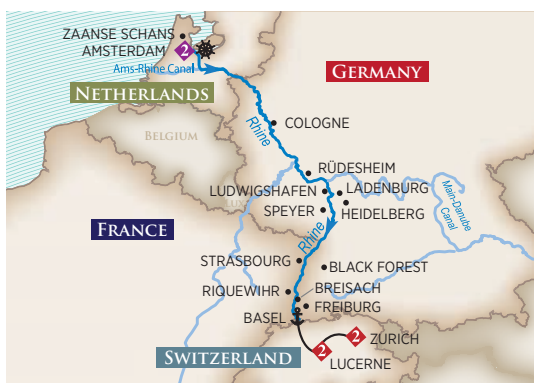 ZAANSE SCHANS
AMSTERDAM
2
Ams-Rhine Canal
NETHERLANDS
GERMANY
BELGIUM
Rhine
COLOGNE
RÜDESHEIM
LUDWIGSHAFEN
LADENBURG
LUX
SPEYER
HEIDELBERG
Main-Danube
Canal
FRANCE
Rhine
STRASBOURG
BLACK FOREST
RIQUEWIHR
BREISACH
FREIBURG
BASEL
2
ZURICH
SWITZERLAND
2
LUCERNE